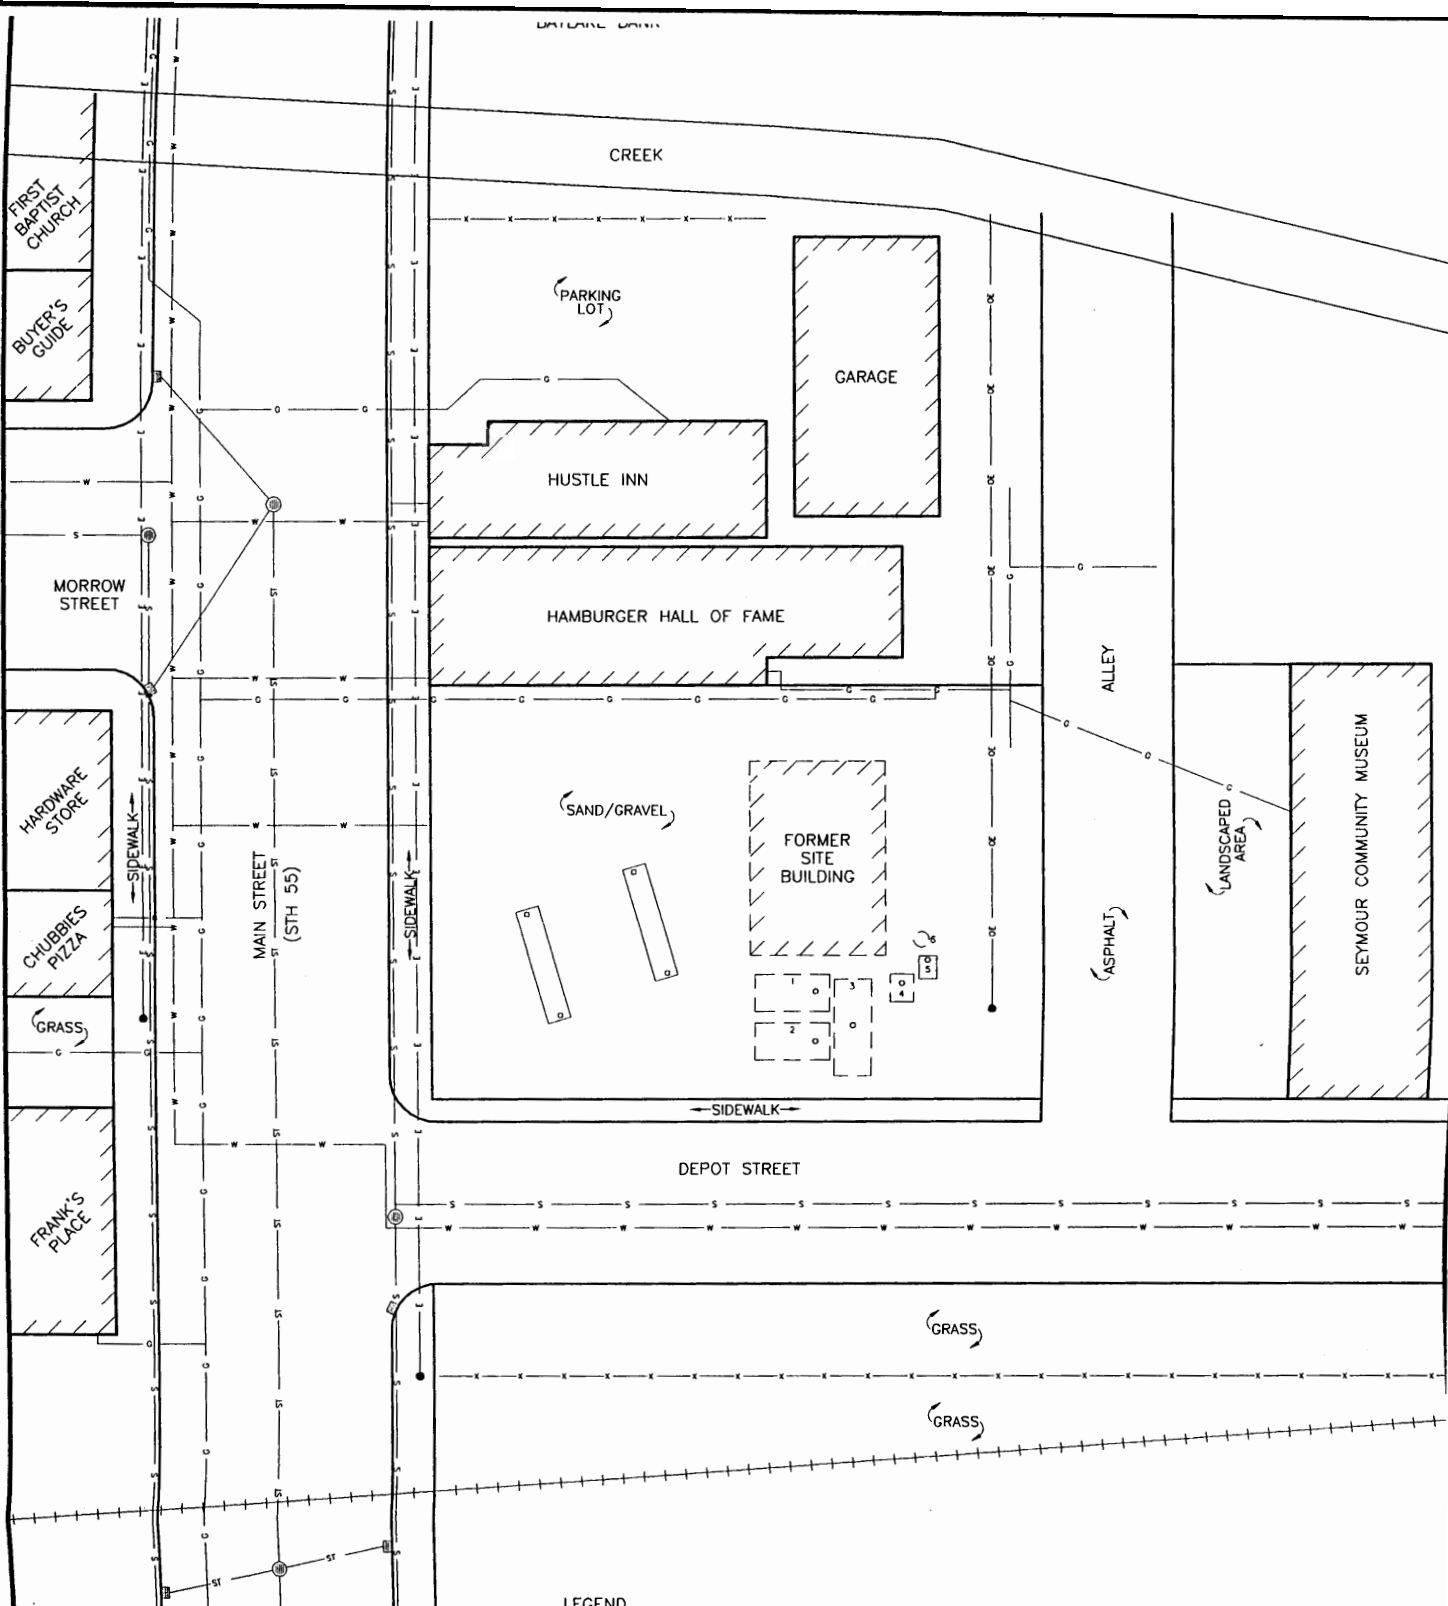 BAYLAKE BANK
CREEK
FIRST
BAPTIST
CHURCH
BUYER'S
GUIDE
PARKING
LOT
GARAGE
HUSTLE INN
HAMBURGER HALL OF FAME
MORROW
STREET
ALLEY
HARDWARE
STORE
SIDEWALK
SAND/GRAVEL
FORMER
SITE
BUILDING
MAIN STREET
(STH 55)
SIDEWALK
LANDSCAPED
AREA
SEYMOUR COMMUNITY MUSEUM
CHUBBIES
PIZZA
ASPHALT
GRASS
1
2
3
4
5
6
SIDEWALK
DEPOT STREET
FRANK'S
PLACE
GRASS
GRASS
LEGEND